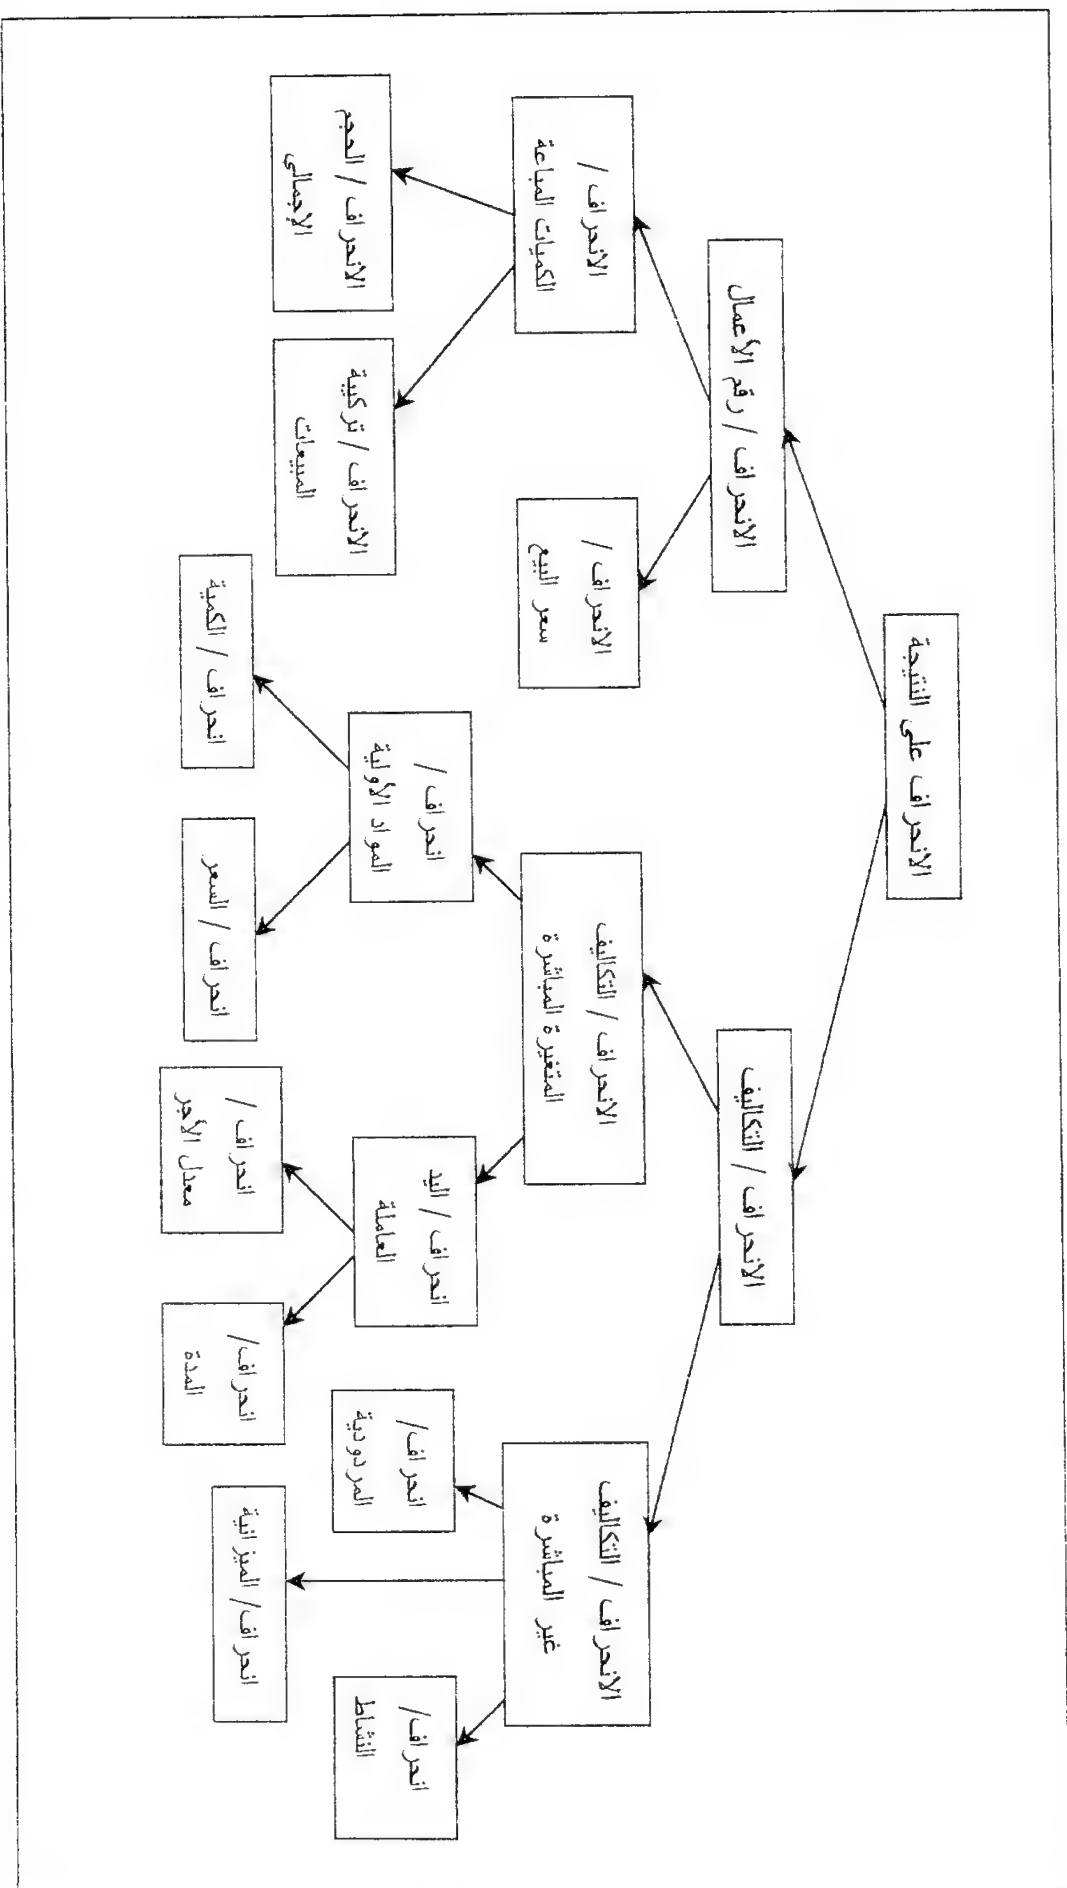 الانحراف على النتيجة
الانحراف / رقم الأعمال
الانحراف / التكاليف
الانحراف /
الكميات المباعة
الانحراف /
سعر البيع
الانحراف / التكاليف
المتغيرة المباشرة
الانحراف / التكاليف
غير المباشرة
الانحراف / الحجم
الإجمالي
الانحراف / تركيبة
المبيعات
انحراف /
المواد الأولية
انحراف / اليد
العاملة
انحراف/
المردودية
انحراف/ الميزانية
انحراف/
النشاط
انحراف / الكمية
انحراف / السعر
انحراف /
معدل الأجر
انحراف/
المدة